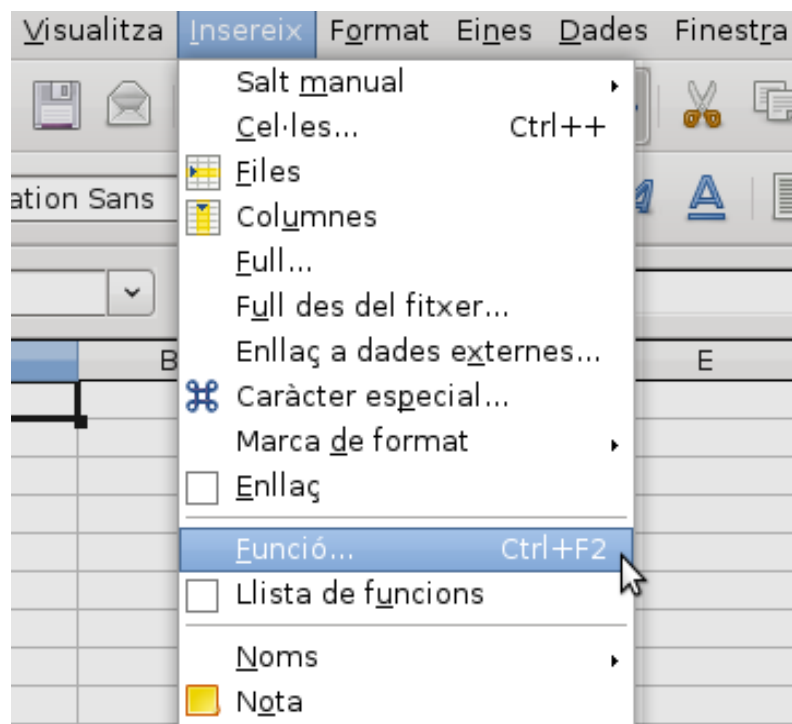 Visualitza Insereix Format Eines Dades Finestra
Salt manual
Cel·les... Ctrl++
Files
ation Sans
Columnes
Full...
Full des del fitxer...
Enllaç a dades externes...
B E
Caràcter especial...
Marca de format
Enllaç
Funció... Ctrl+F2
Llista de funcions
Noms
Nota